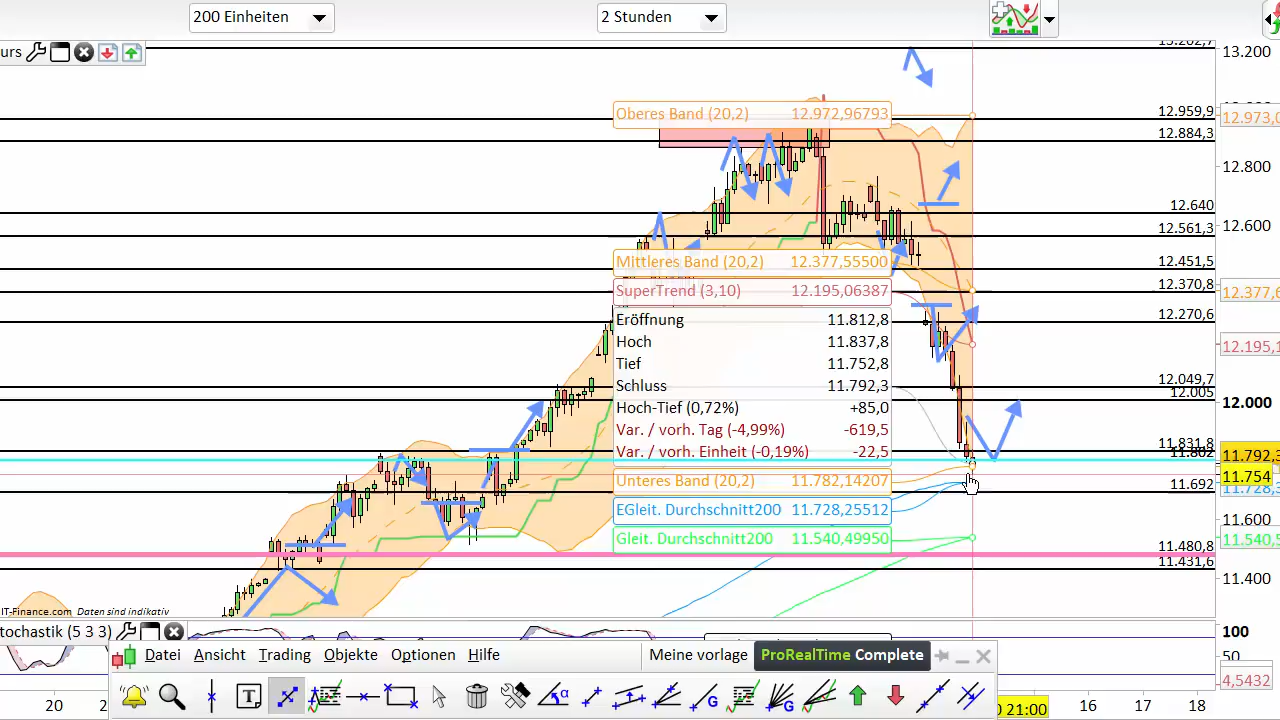 200 Einheiten
2 Stunden
urs
13.202,7
13.200
Oberes Band (20,2) 12.972,96793
12.959,9
12.973,0
12.884,3
12.800
12.640
12.600
12.561,3
Mittleres Band (20,2) 12.377,55500
12.451,5
SuperTrend (3,10) 12.195,06387
12.370,8
12.377,6
Eröffnung 11.812,8
12.270,6
Hoch 11.837,8
12.195,1
Tief 11.752,8
Schluss 11.792,3
12.049,7
12.005
12.000
Hoch-Tief (0,72%) +85,0
Var. / vorh. Tag (-4,99%) -619,5
Var. / vorh. Einheit (-0,19%) -22,5
11.831,8
11.802
11.792,3
Unteres Band (20,2) 11.782,14207
11.754
11.692
11.728,3
EGleit. Durchschnitt200 11.728,25512
11.600
Gleit. Durchschnitt200 11.540,49950
11.540,5
11.480,8
11.431,6
11.400
IT-Finance.com Daten sind indikativ
tochastik (5 3 3)
100
50
4,5432
Datei Ansicht Trading Objekte Optionen Hilfe
Meine vorlage
ProRealTime Complete
20
21:00
16
17
18